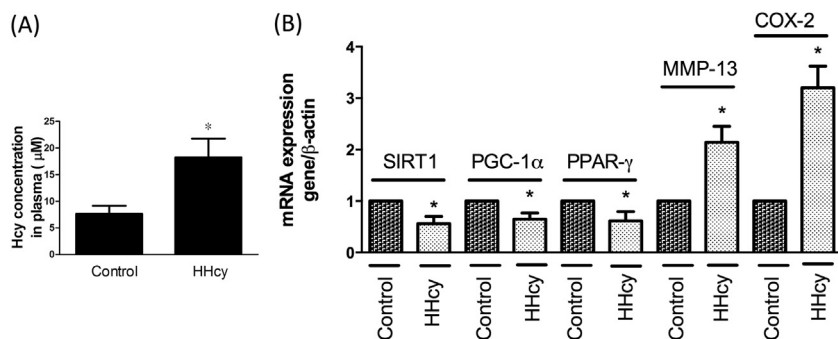 (A)
Hcy concentration
in plasma ( μM)
25
20
15
10
5
0
*
Control
HHcy
(B)
mRNA expression
gene/β-actin
4
3
2
1
0
SIRT1
PGC-1α
PPAR-γ
MMP-13
COX-2
*
*
*
*
*
Control
HHcy
Control
HHcy
Control
HHcy
Control
HHcy
Control
HHcy